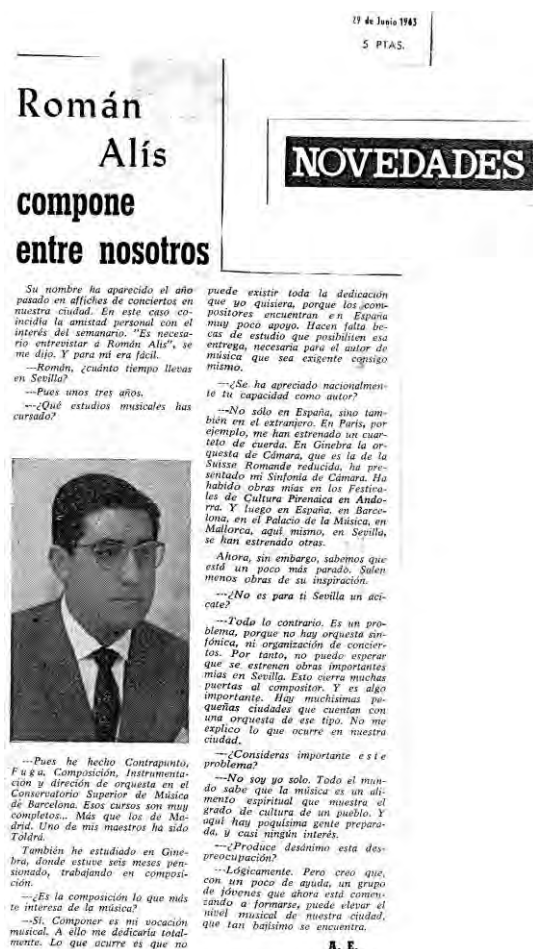 29 de Junio 1963
5 PTAS.
NOVEDADES
Román
Alís
compone
entre nosotros
Su nombre ha aparecido el año
pasado en affiches de conciertos en
nuestra ciudad. En este caso co-
incidía la amistad personal con el
interés del semanario. "Es necesa-
rio entrevistar a Román Alis", se
me dijo. Y para mí era fácil.
—Román, ¿cuánto tiempo llevas
en Sevilla?
—Pues unos tres años.
—¿Qué estudios musicales has
cursado?
—Pues he hecho Contrapunto,
Fuga, Composición, Instrumenta-
ción y direción de orquesta en el
Conservatorio Superior de Música
de Barcelona. Esos cursos son muy
completos... Más que los de Ma-
drid. Uno de mis maestros ha sido
Toldrá.
También he estudiado en Gine-
bra, donde estuve seis meses pen-
sionado, trabajando en composi-
ción.
—¿Es la composición lo que más
te interesa de la música?
—Sí. Componer es mi vocación
musical. A ello me dedicaría total-
mente. Lo que ocurre es que no
puede existir toda la dedicación
que yo quisiera, porque los com-
positores encuentran en España
muy poco apoyo. Hacen falta be-
cas de estudio que posibiliten esa
entrega, necesaria para el autor de
música que sea exigente consigo
mismo.
—¿Se ha apreciado nacionalmen-
te tu capacidad como autor?
—No sólo en España, sino tam-
bién en el extranjero. En París, por
ejemplo, me han estrenado un cuar-
teto de cuerda. En Ginebra la or-
questa de Cámara, que es la de la
Suisse Romande reducida, ha pre-
sentado mi Sinfonía de Cámara. Ha
habido obras mías en los Festiva-
les de Cultura Pirenaica en Ando-
rra. Y luego en España, en Barce-
lona, en el Palacio de la Música, en
Mallorca, aquí mismo, en Sevilla,
se han estrenado otras.
Ahora, sin embargo, sabemos que
está un poco más parado. Salen
menos obras de su inspiración.
—¿No es para ti Sevilla un aci-
cate?
—Todo lo contrario. Es un pro-
blema, porque no hay orquesta sin-
fónica, ni organización de concier-
tos. Por tanto, no puedo esperar
que se estrenen obras importantes
mías en Sevilla. Esto cierra muchas
puertas al compositor. Y es algo
importante. Hay muchísimas pe-
queñas ciudades que cuentan con
una orquesta de ese tipo. No me
explico lo que ocurre en nuestra
ciudad.
—¿Consideras importante este
problema?
—No soy yo solo. Todo el mun-
do sabe que la música es un ali-
mento espiritual que muestra el
grado de cultura de un pueblo. Y
aquí hay poquísima gente prepara-
da, y casi ningún interés.
—¿Produce desánimo esta des-
preocupación?
—Lógicamente. Pero creo que,
con un poco de ayuda, un grupo
de jóvenes que ahora está comen-
zando a formarse, puede elevar el
nivel musical de nuestra ciudad,
que tan bajísimo se encuentra.
A. E.